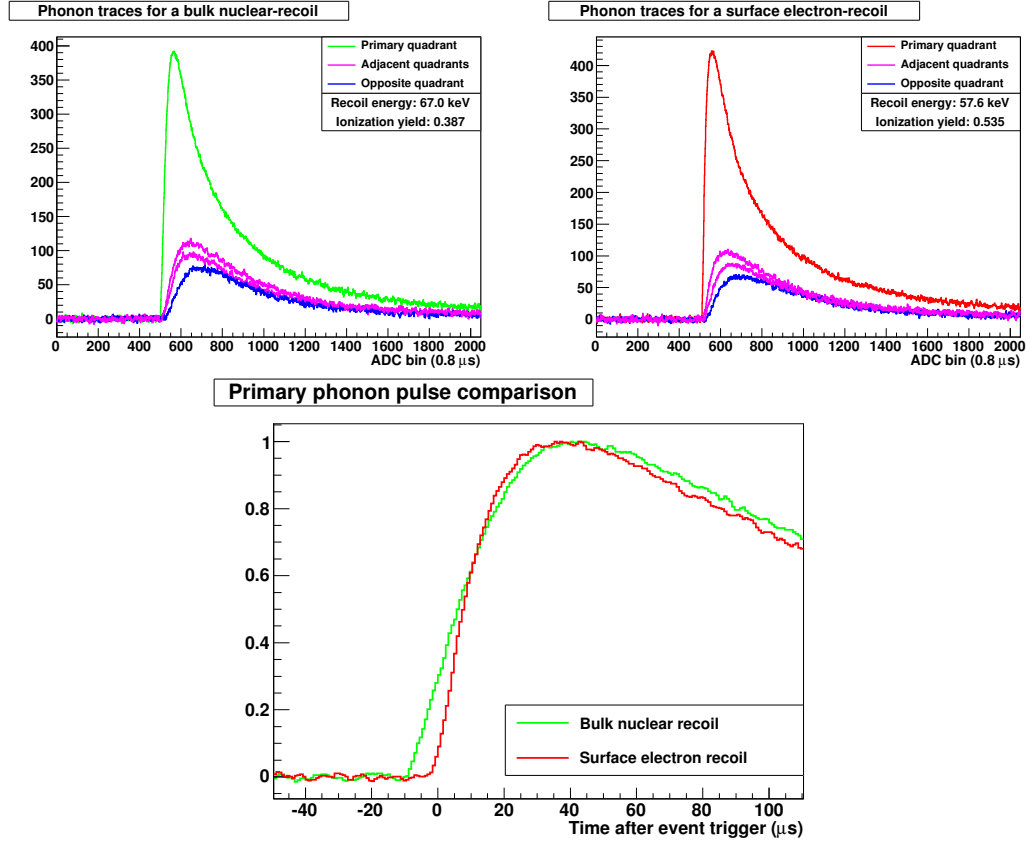 Phonon traces for a bulk nuclear-recoil
400
350
300
250
200
150
100
50
0
Primary quadrant
Adjacent quadrants
Opposite quadrant
Recoil energy: 67.0 keV
Ionization yield: 0.387
0 200 400 600 800 1000 1200 1400 1600 1800 2000
ADC bin (0.8 μs)
Phonon traces for a surface electron-recoil
400
350
300
250
200
150
100
50
0
Primary quadrant
Adjacent quadrants
Opposite quadrant
Recoil energy: 57.6 keV
Ionization yield: 0.535
0 200 400 600 800 1000 1200 1400 1600 1800 2000
ADC bin (0.8 μs)
Primary phonon pulse comparison
1
0.8
0.6
0.4
0.2
0
Bulk nuclear recoil
Surface electron recoil
-40 -20 0 20 40 60 80 100
Time after event trigger (μs)